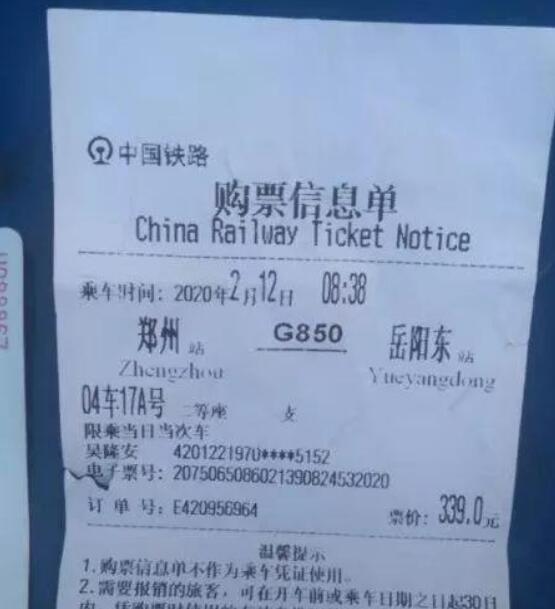 中国铁路
购票信息单
China Railway Ticket Notice
乘车时间: 2020年2月12日 08:38
郑州站 G850 岳阳东站
Zhengzhou Yueyangdong
04车17A号 二等座 支
限乘当日当次车
吴隆安 4201221970****5152
电子票号: 2075065086021390824532020
订单号: E420956964 票价: 339.0元
温馨提示
1.购票信息单不作为乘车凭证使用。
2.需要报销的旅客, 可在开车前或乘车日期之日起30日